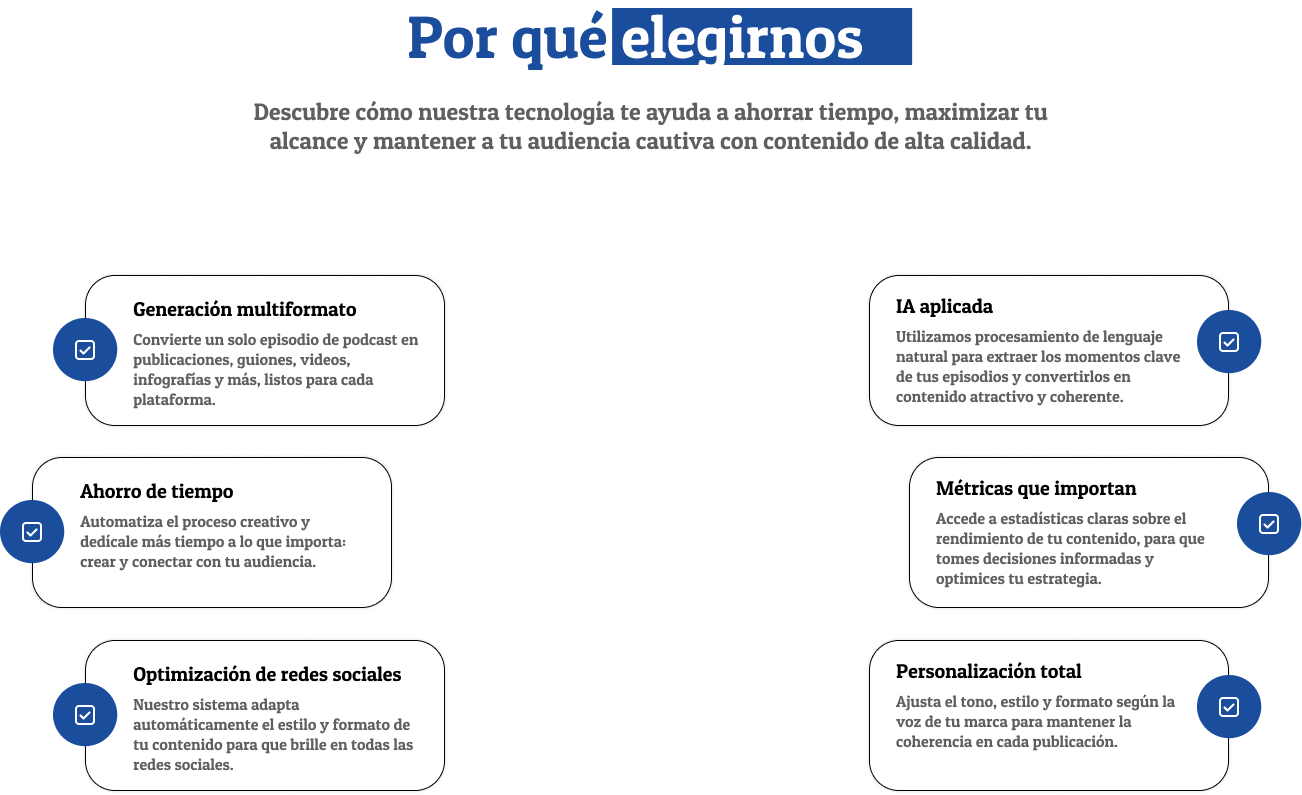 Por qué elegirnos
Descubre cómo nuestra tecnología te ayuda a ahorrar tiempo, maximizar tu
alcance y mantener a tu audiencia cautiva con contenido de alta calidad.
Generación multiformato
Convierte un solo episodio de podcast en
publicaciones, guiones, videos,
infografías y más, listos para cada
plataforma.
IA aplicada
Utilizamos procesamiento de lenguaje
natural para extraer los momentos clave
de tus episodios y convertirlos en
contenido atractivo y coherente.
Ahorro de tiempo
Automatiza el proceso creativo y
dedícale más tiempo a lo que importa:
crear y conectar con tu audiencia.
Métricas que importan
Accede a estadísticas claras sobre el
rendimiento de tu contenido, para que
tomes decisiones informadas y
optimices tu estrategia.
Optimización de redes sociales
Nuestro sistema adapta
automáticamente el estilo y formato de
tu contenido para que brille en todas las
redes sociales.
Personalización total
Ajusta el tono, estilo y formato según la
voz de tu marca para mantener la
coherencia en cada publicación.